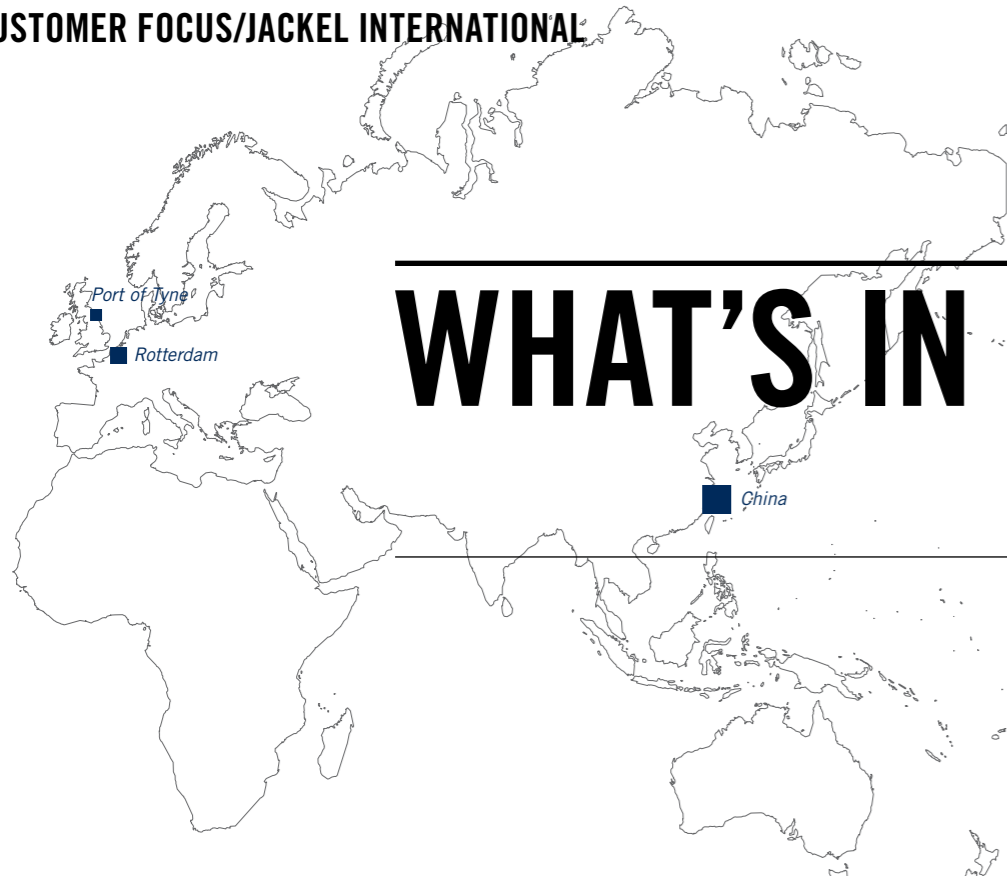 USTOMER FOCUS/JACKEL INTERNATIONAL
Port of Tyne
Rotterdam
WHAT'S IN
China